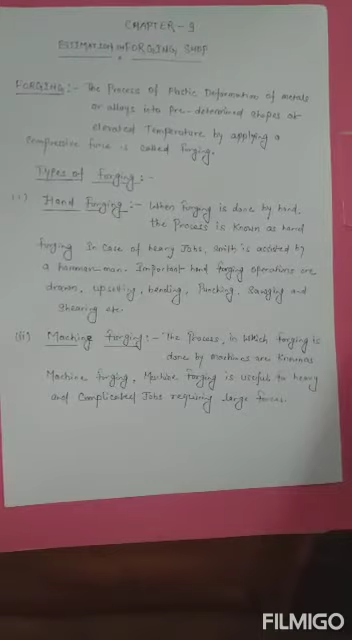 CHAPTER - 9
ESTIMATION IN FORGING SHOP
FORGING :- The Process of Plastic Deformation of metals
or alloys into Pre-determined shapes at
elevated Temperature by applying a
compressive force is called forging.
Types of forging :-
(i) Hand forging :- When forging is done by hand.
the Process is known as hand
forging In case of heavy Jobs, smith is assisted by
a hammer-man. Important hand forging operations are
drawn, upsetting, bending, Punching, Swaging and
Shearing etc.
(ii) Machine forging :- The Process, in which forging is
done by machines are known as
Machine forging, Machine forging is useful to heavy
and Complicated Jobs requiring large forces.
FILMIGO